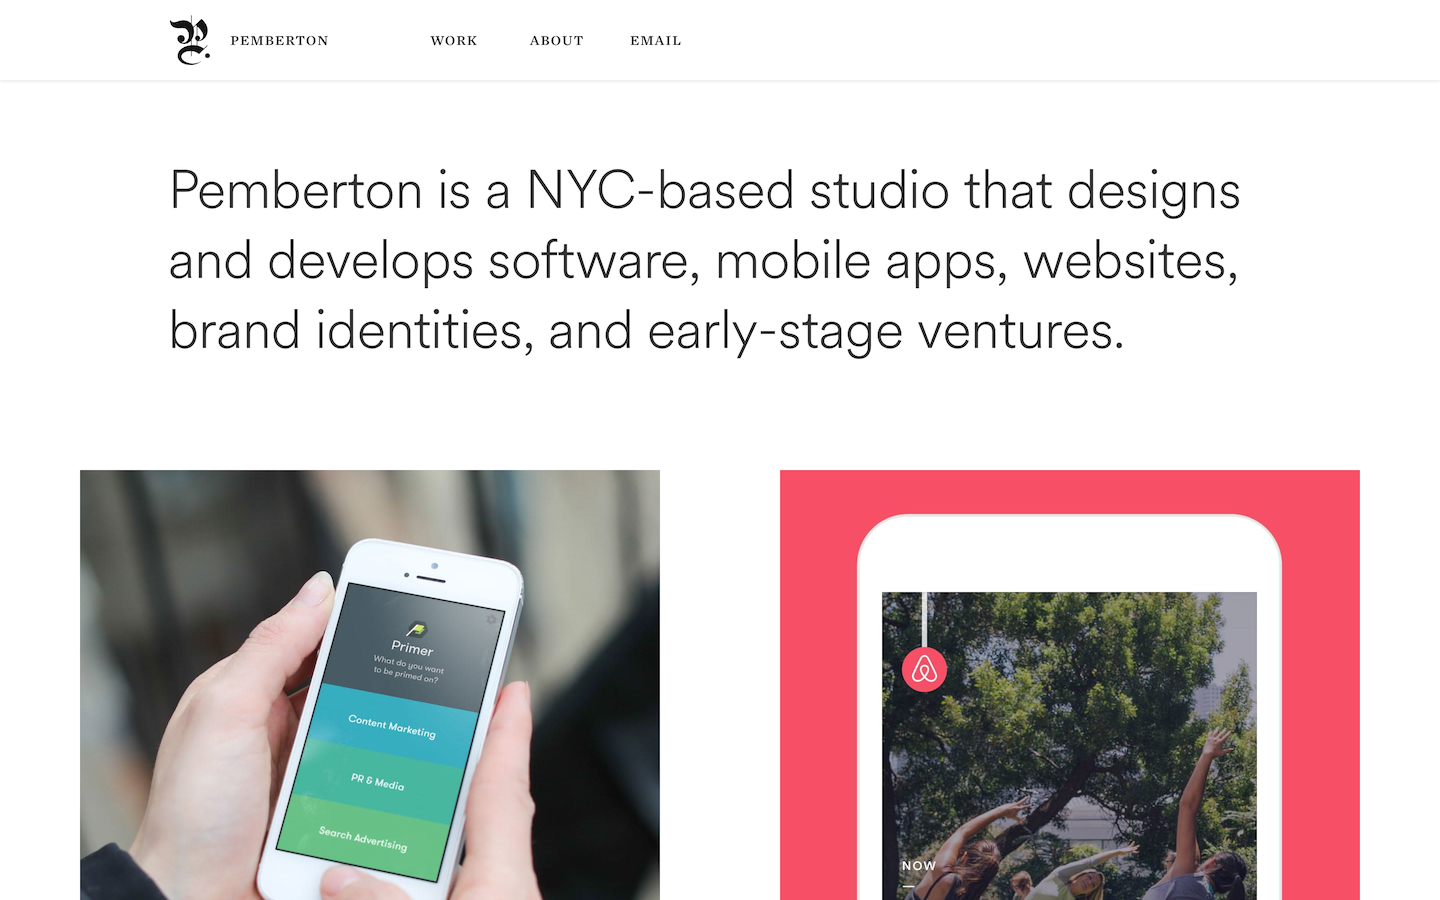 PEMBERTON
WORK
ABOUT
EMAIL
Pemberton is a NYC-based studio that designs
and develops software, mobile apps, websites,
brand identities, and early-stage ventures.
Primer
What do you want
to be primed on?
Content Marketing
PR & Media
Search Advertising
NOW